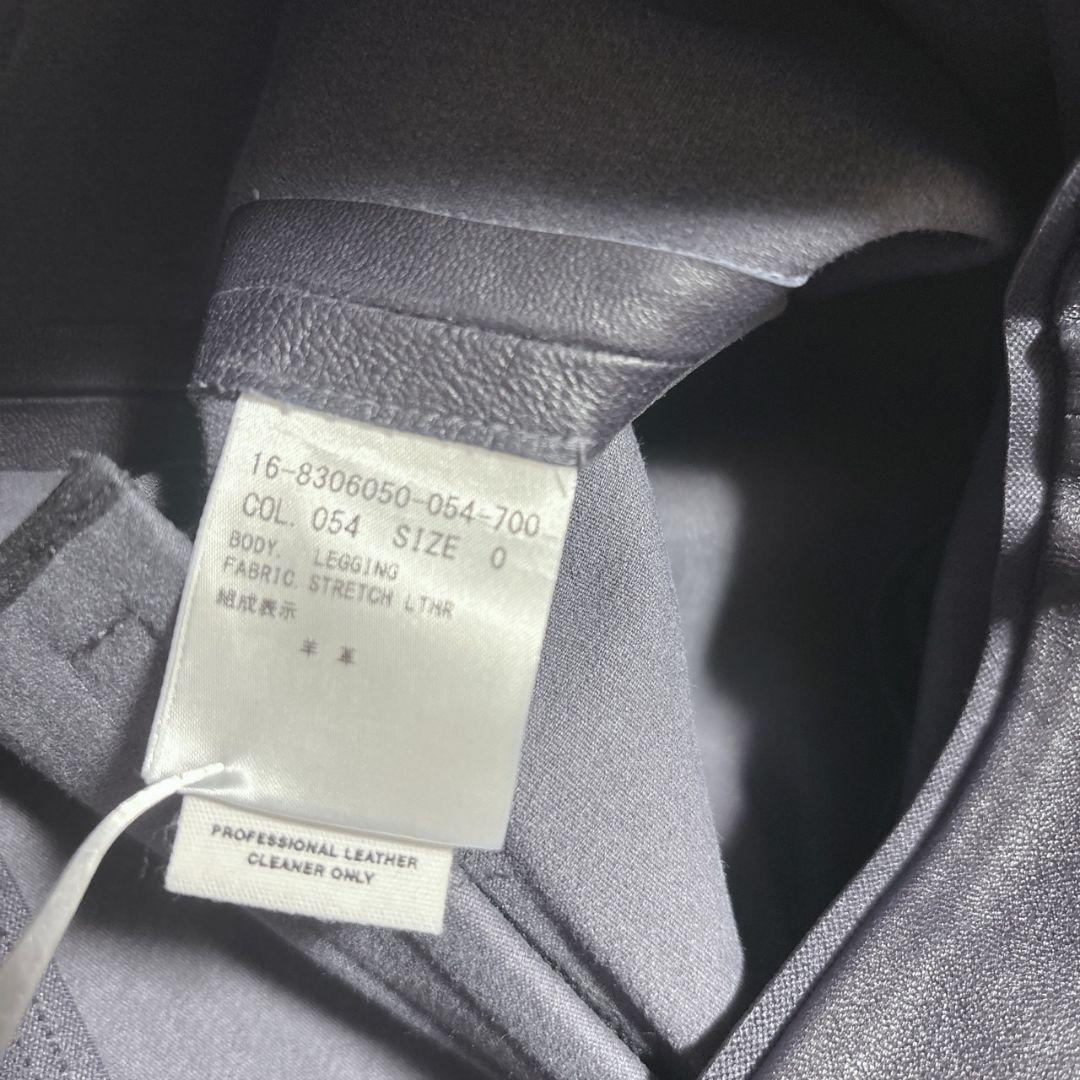 16-8306050-054-700
COL. 054 SIZE 0
BODY. LEGGING
FABRIC. STRETCH LTHR
組成表示
羊 革
PROFESSIONAL LEATHER
CLEANER ONLY